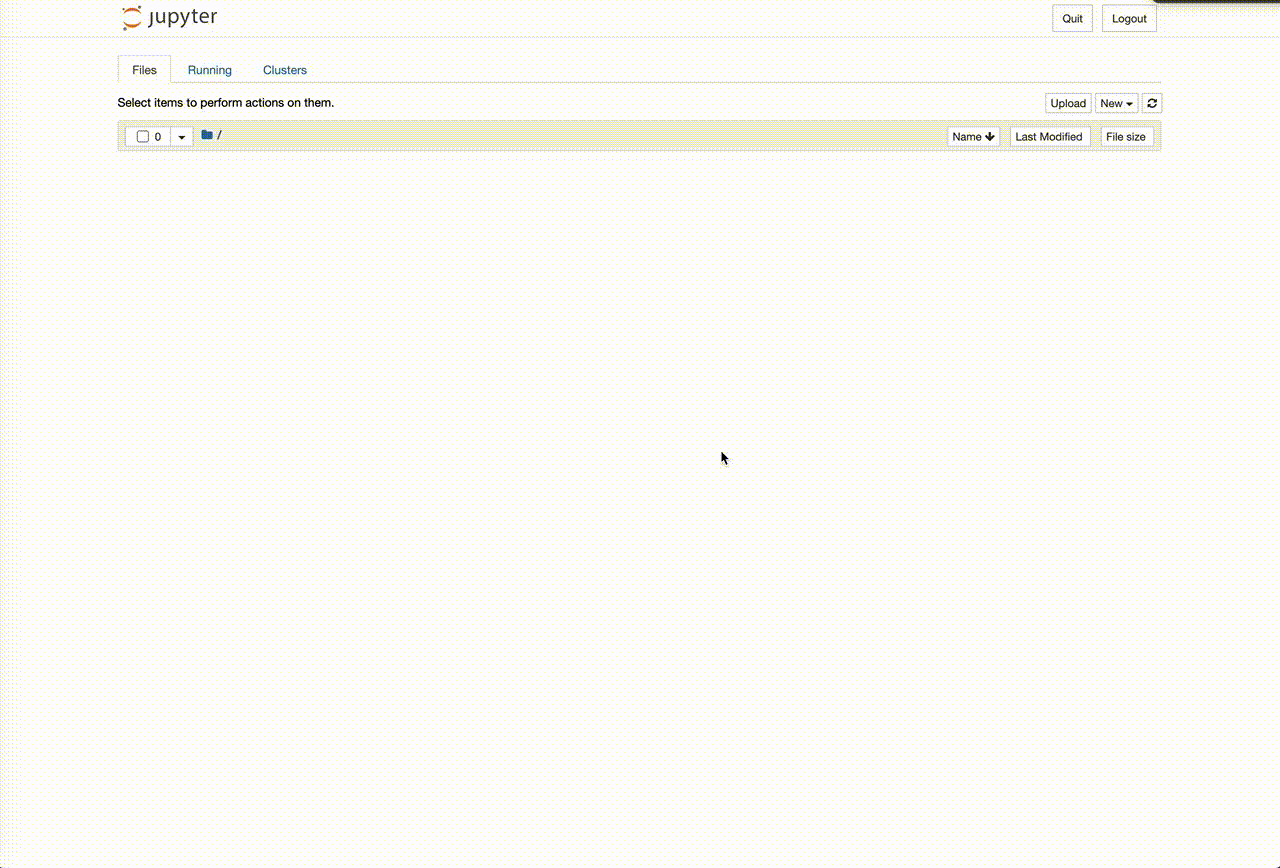 jupyter
Quit Logout
Files Running Clusters
Select items to perform actions on them.
Upload New
0 / Name Last Modified File size